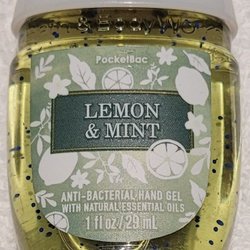 PocketBac
LEMON
& MINT
ANTI-BACTERIAL HAND GEL
WITH NATURAL ESSENTIAL OILS
1 fl oz / 29 mL